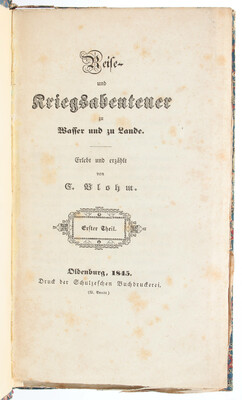 Reise-
und
Kriegsabenteuer
zu
Wasser und zu Lande.
Erlebt und erzählt
von
C. Blohm.
Erster Theil.
Oldenburg, 1845.
Druck der Schulzeschen Buchdruckerei.